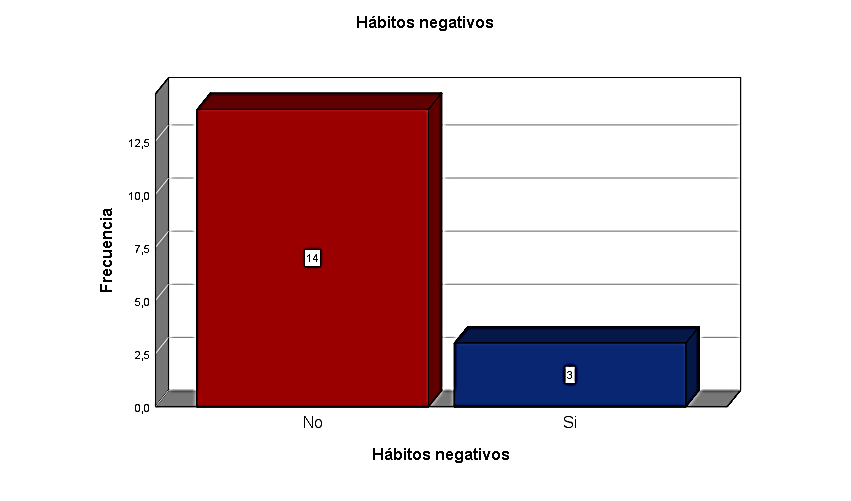 Hábitos negativos
Frecuencia
12,5
10,0
7,5
5,0
2,5
0,0
14
3
No
Si
Hábitos negativos